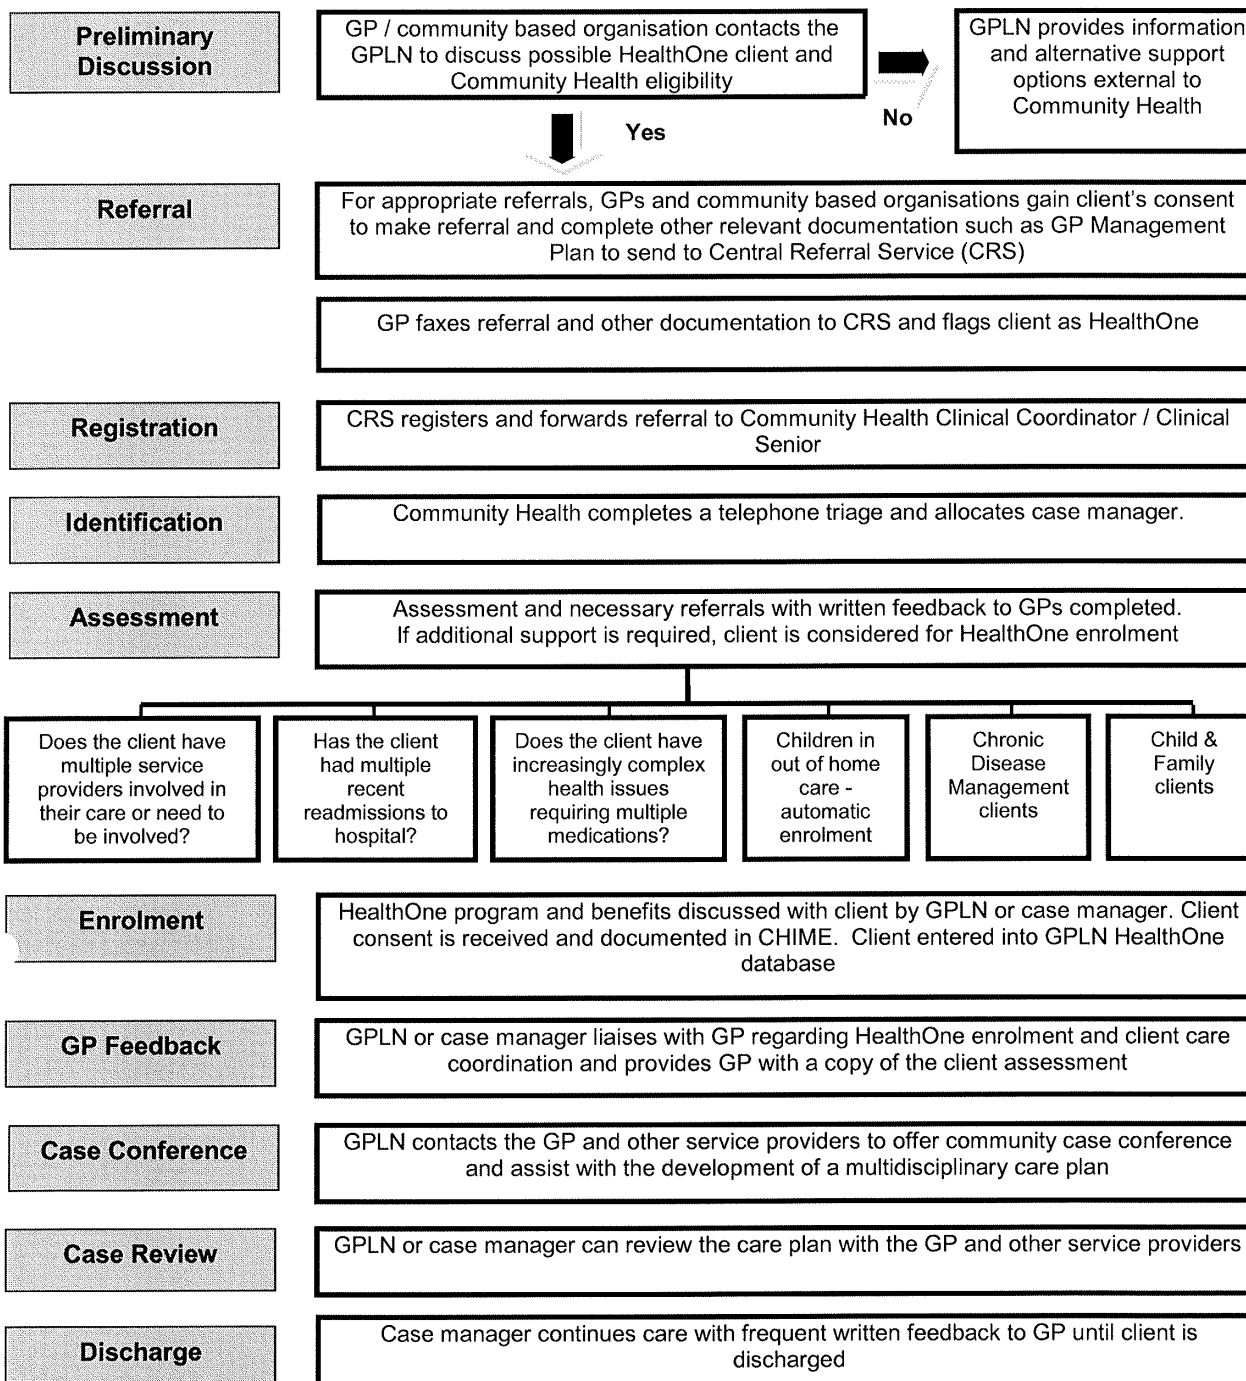 Preliminary
Discussion
GP / community based organisation contacts the
GPLN to discuss possible HealthOne client and
Community Health eligibility
GPLN provides information
and alternative support
options external to
Community Health
No
Yes
Referral
For appropriate referrals, GPs and community based organisations gain client's consent
to make referral and complete other relevant documentation such as GP Management
Plan to send to Central Referral Service (CRS)
GP faxes referral and other documentation to CRS and flags client as HealthOne
Registration
CRS registers and forwards referral to Community Health Clinical Coordinator / Clinical
Senior
Identification
Community Health completes a telephone triage and allocates case manager.
Assessment
Assessment and necessary referrals with written feedback to GPs completed.
If additional support is required, client is considered for HealthOne enrolment
Does the client have
multiple service
providers involved in
their care or need to
be involved?
Has the client
had multiple
recent
readmissions to
hospital?
Does the client have
increasingly complex
health issues
requiring multiple
medications?
Children in
out of home
care -
automatic
enrolment
Chronic
Disease
Management
clients
Child &
Family
clients
Enrolment
HealthOne program and benefits discussed with client by GPLN or case manager. Client
consent is received and documented in CHIME.  Client entered into GPLN HealthOne
database
GP Feedback
GPLN or case manager liaises with GP regarding HealthOne enrolment and client care
coordination and provides GP with a copy of the client assessment
Case Conference
GPLN contacts the GP and other service providers to offer community case conference
and assist with the development of a multidisciplinary care plan
Case Review
GPLN or case manager can review the care plan with the GP and other service providers
Discharge
Case manager continues care with frequent written feedback to GP until client is
discharged